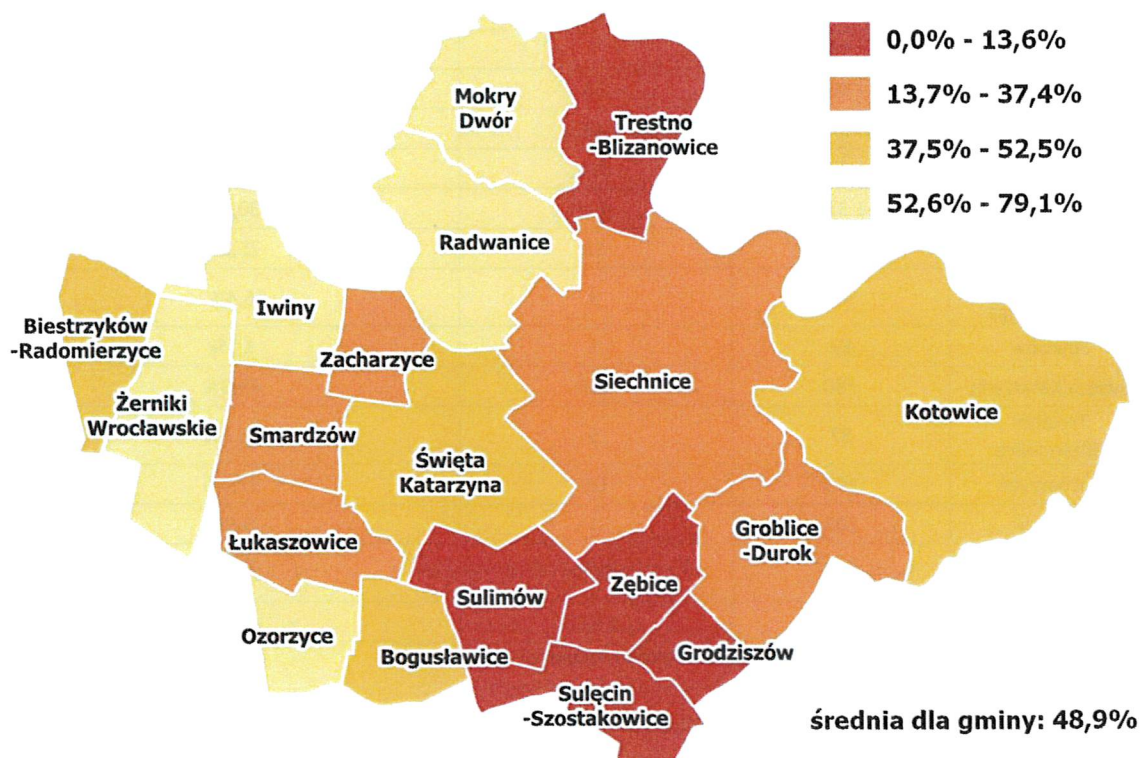 0,0% - 13,6%
13,7% - 37,4%
37,5% - 52,5%
52,6% - 79,1%
Mokry
Dwór
Trestno
-Blizanowice
Radwanice
Iwiny
Biestrzyków
-Radomierzyce
Zacharzyce
Siechnice
Żerniki
Wrocławskie
Kotowice
Smardzów
Święta
Katarzyna
Łukaszowice
Groblice
-Durok
Sulimów
Zębice
Ozorzyce
Bogusławice
Grodziszów
Sulęcin
-Szostakowice
średnia dla gminy: 48,9%